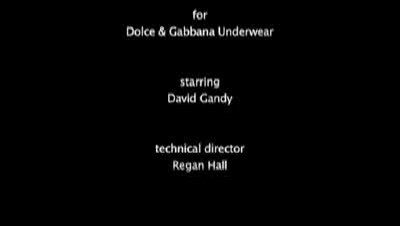 for
Dolce & Gabbana Underwear
starring
David Gandy
technical director
Regan Hall